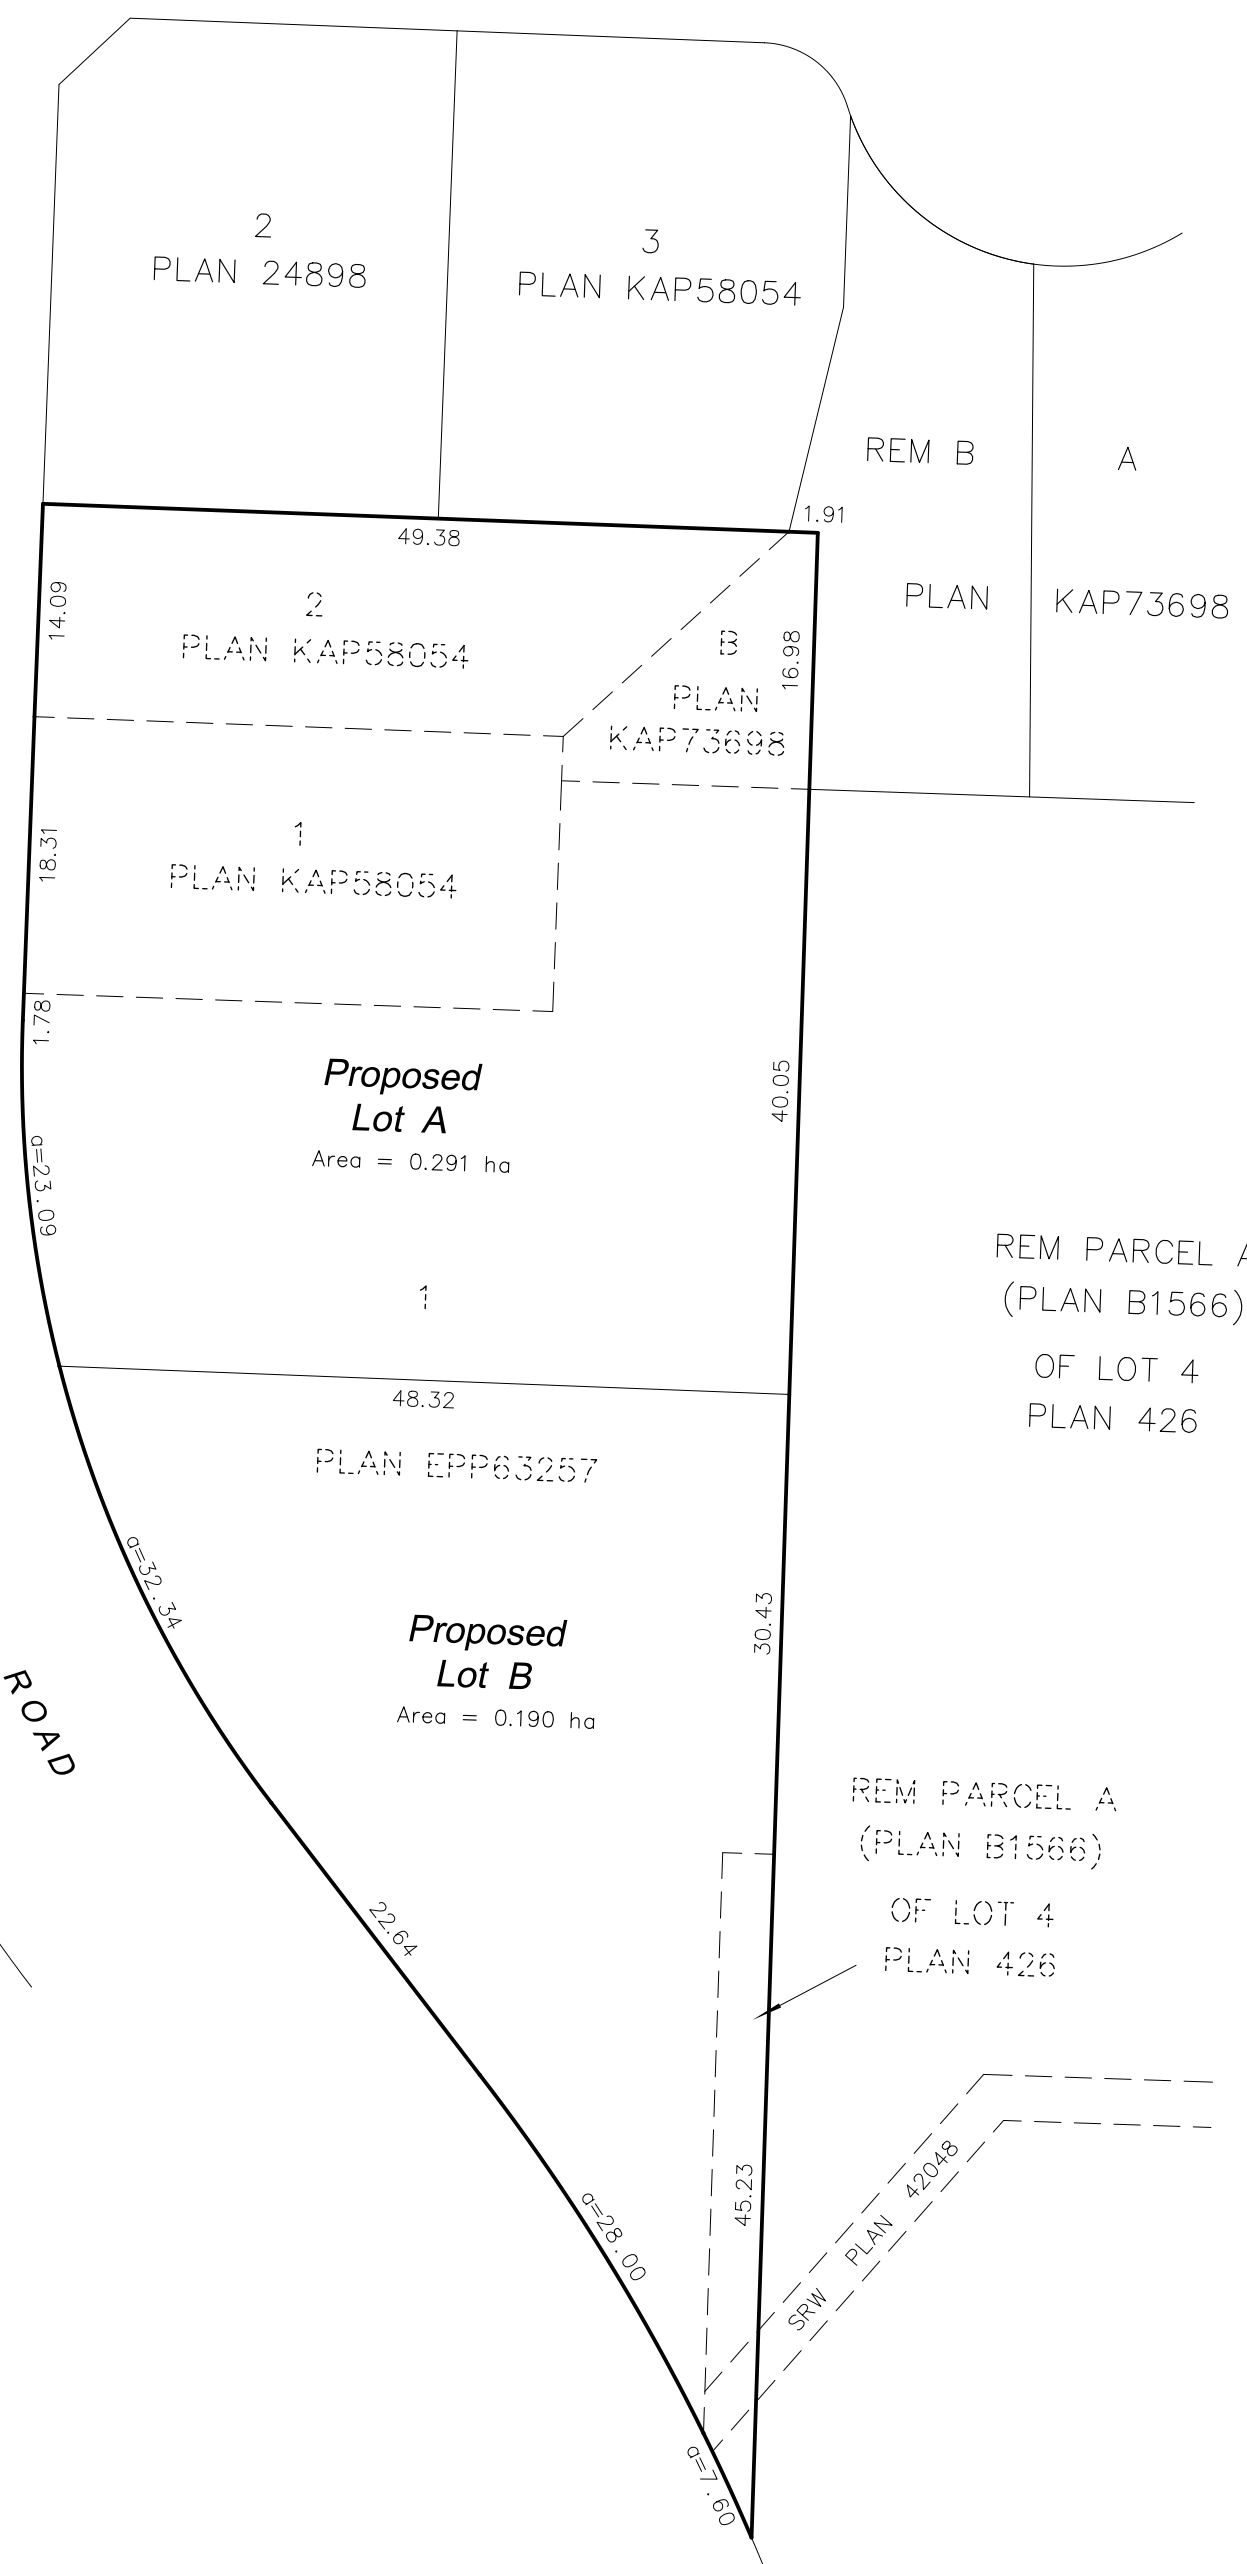 2
PLAN 24898
3
PLAN KAP58054
REM B
A
PLAN
KAP73698
1.91
49.38
14.09
2
PLAN KAP58054
B
PLAN
KAP73698
16.98
18.31
1
PLAN KAP58054
1.78
Proposed
Lot A
Area = 0.291 ha
40.05
a=23.09
1
REM PARCEL A
(PLAN B1566)
OF LOT 4
PLAN 426
48.32
PLAN EPP63257
a=32.34
Proposed
Lot B
Area = 0.190 ha
30.43
ROAD
REM PARCEL A
(PLAN B1566)
OF LOT 4
PLAN 426
22.64
45.23
a=28.00
SRW PLAN 42048
a=7.60